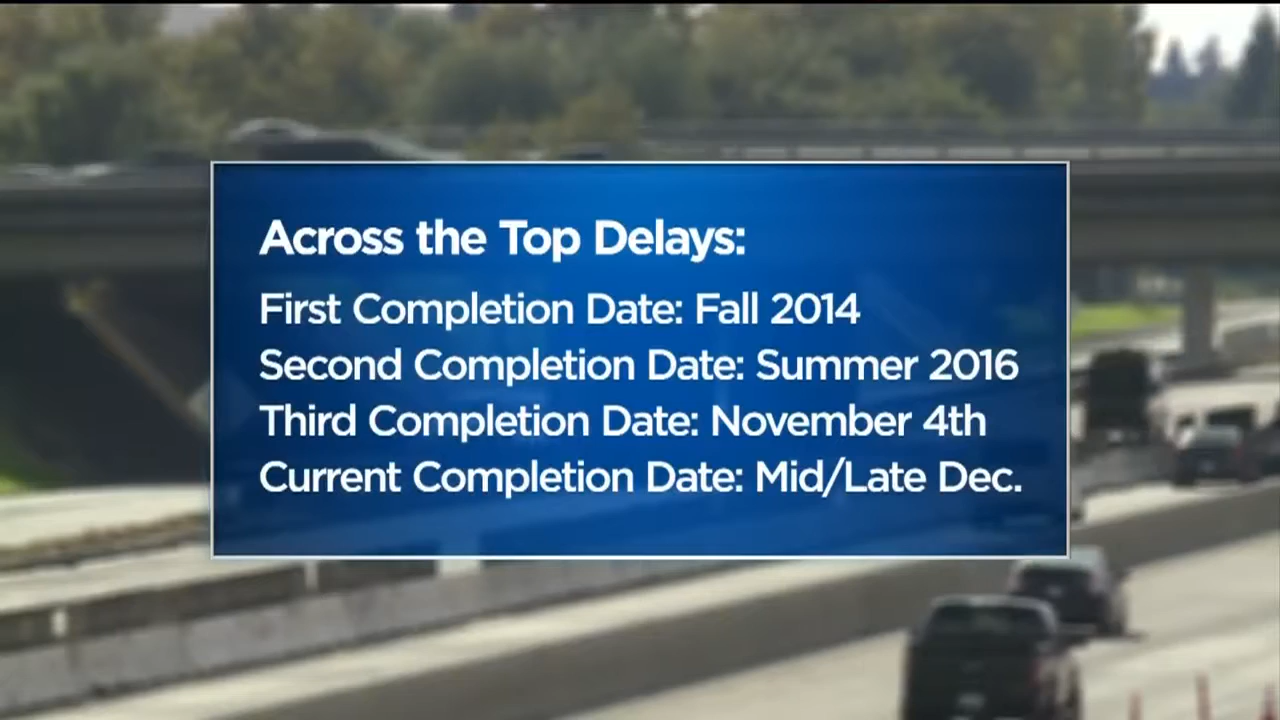 Across the Top Delays:
First Completion Date: Fall 2014
Second Completion Date: Summer 2016
Third Completion Date: November 4th
Current Completion Date: Mid/Late Dec.